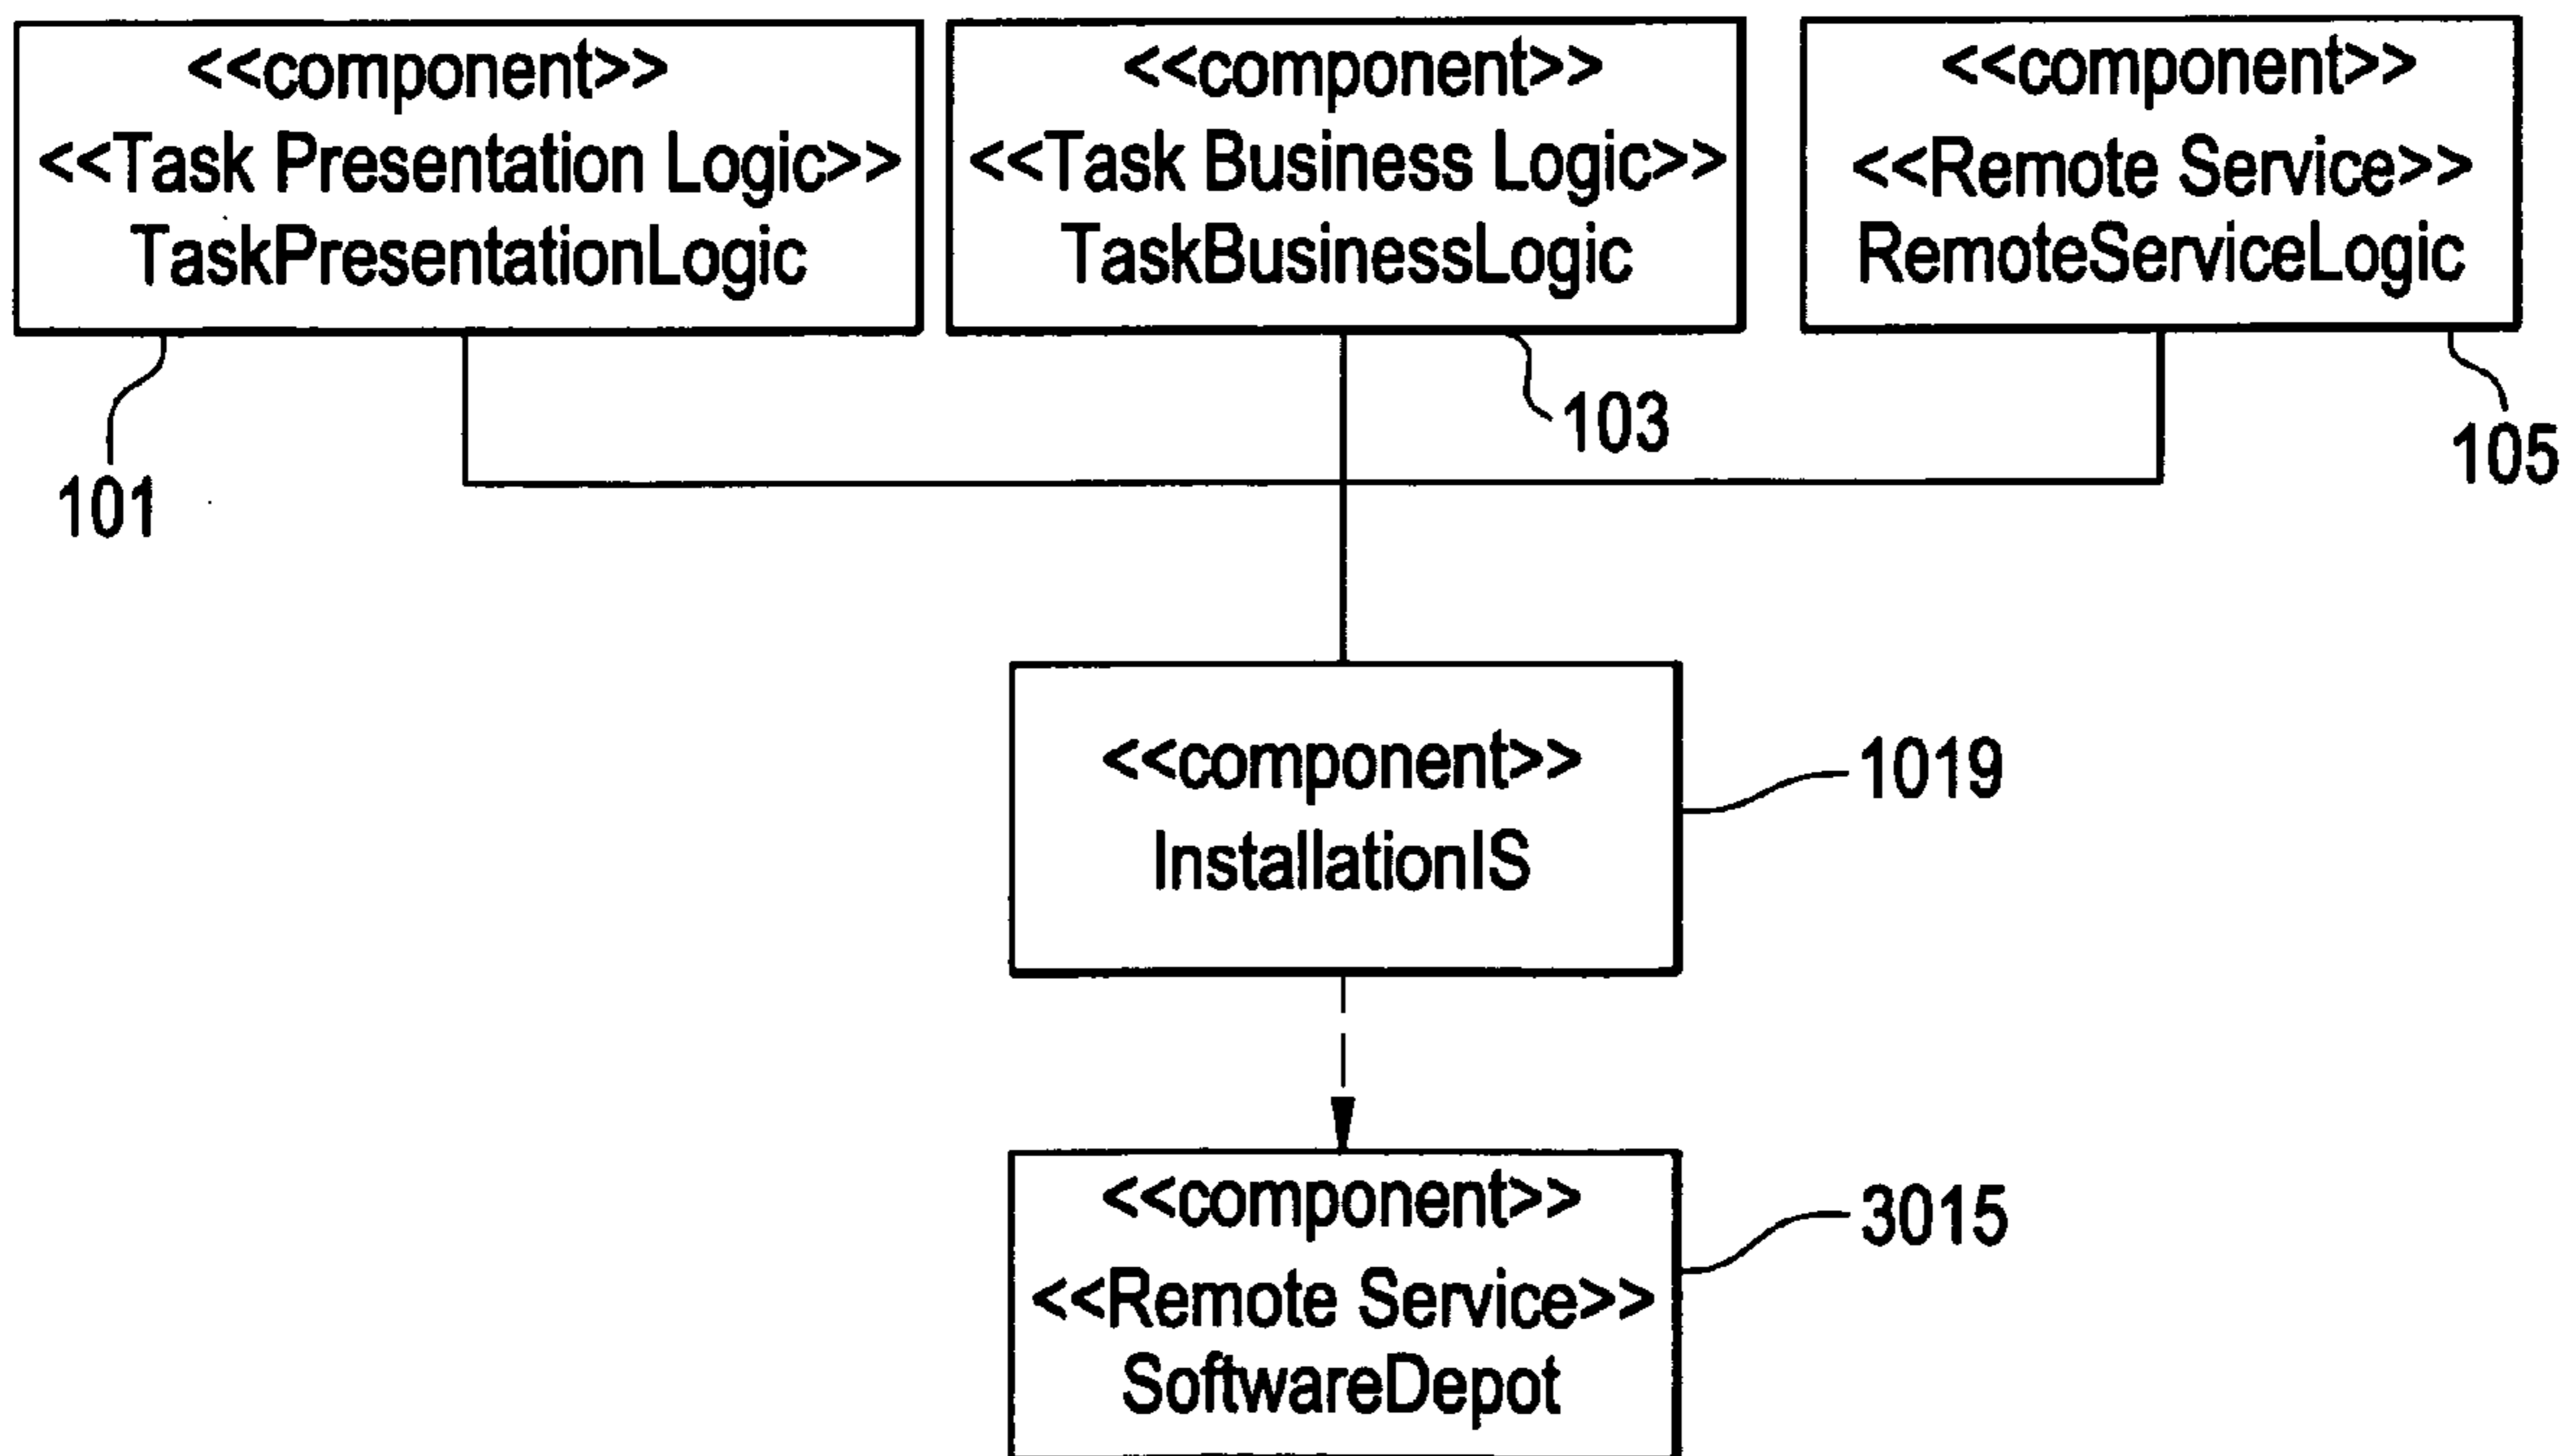 <<component>>
<<Task Presentation Logic>>
TaskPresentationLogic
<<component>>
<<Task Business Logic>>
TaskBusinessLogic
<<component>>
<<Remote Service>>
RemoteServiceLogic
101
103
105
<<component>>
InstallationIS
1019
<<component>>
<<Remote Service>>
SoftwareDepot
3015